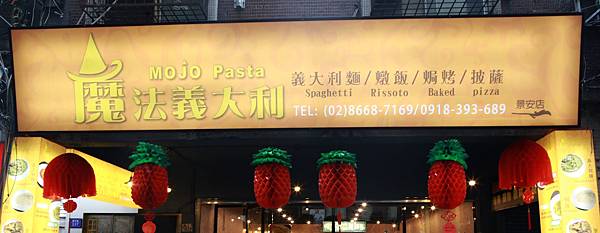 MOJO Pasta
魔法義大利
義大利麵/燉飯/焗烤/披薩
Spaghetti Rissoto Baked pizza
TEL: (02)8668-7169/0918-393-689
景安店